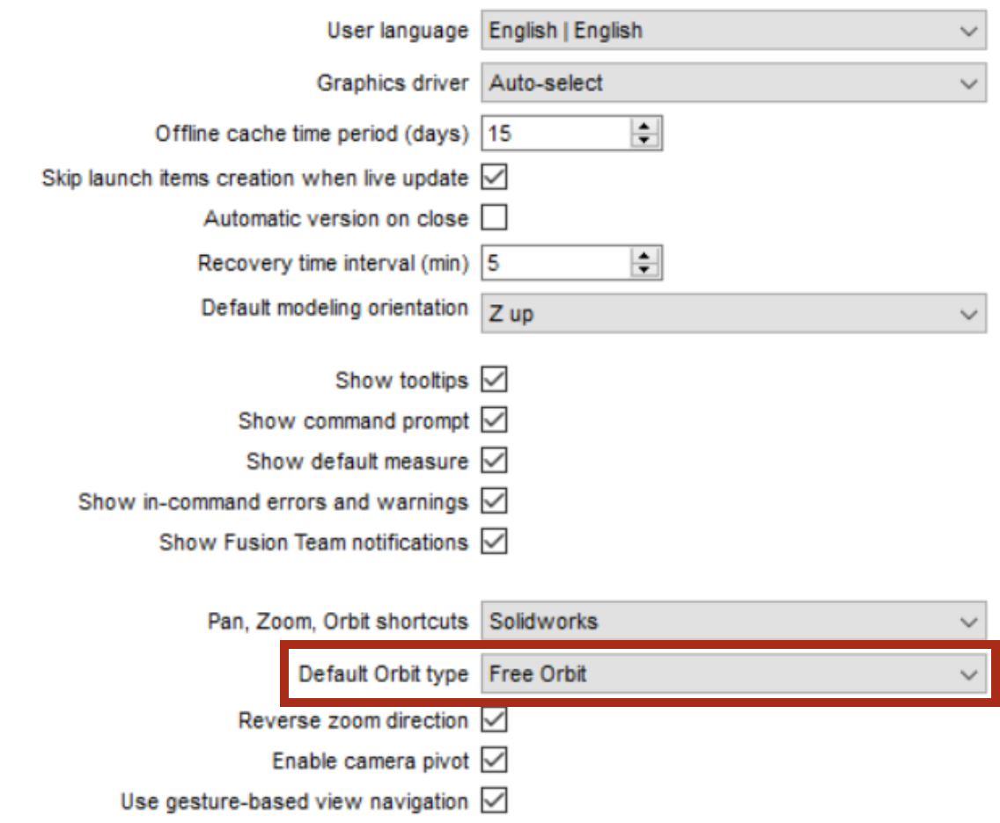 User language English | English
Graphics driver Auto-select
Offline cache time period (days) 15
Skip launch items creation when live update
Automatic version on close
Recovery time interval (min) 5
Default modeling orientation Z up
Show tooltips
Show command prompt
Show default measure
Show in-command errors and warnings
Show Fusion Team notifications
Pan, Zoom, Orbit shortcuts Solidworks
Default Orbit type Free Orbit
Reverse zoom direction
Enable camera pivot
Use gesture-based view navigation